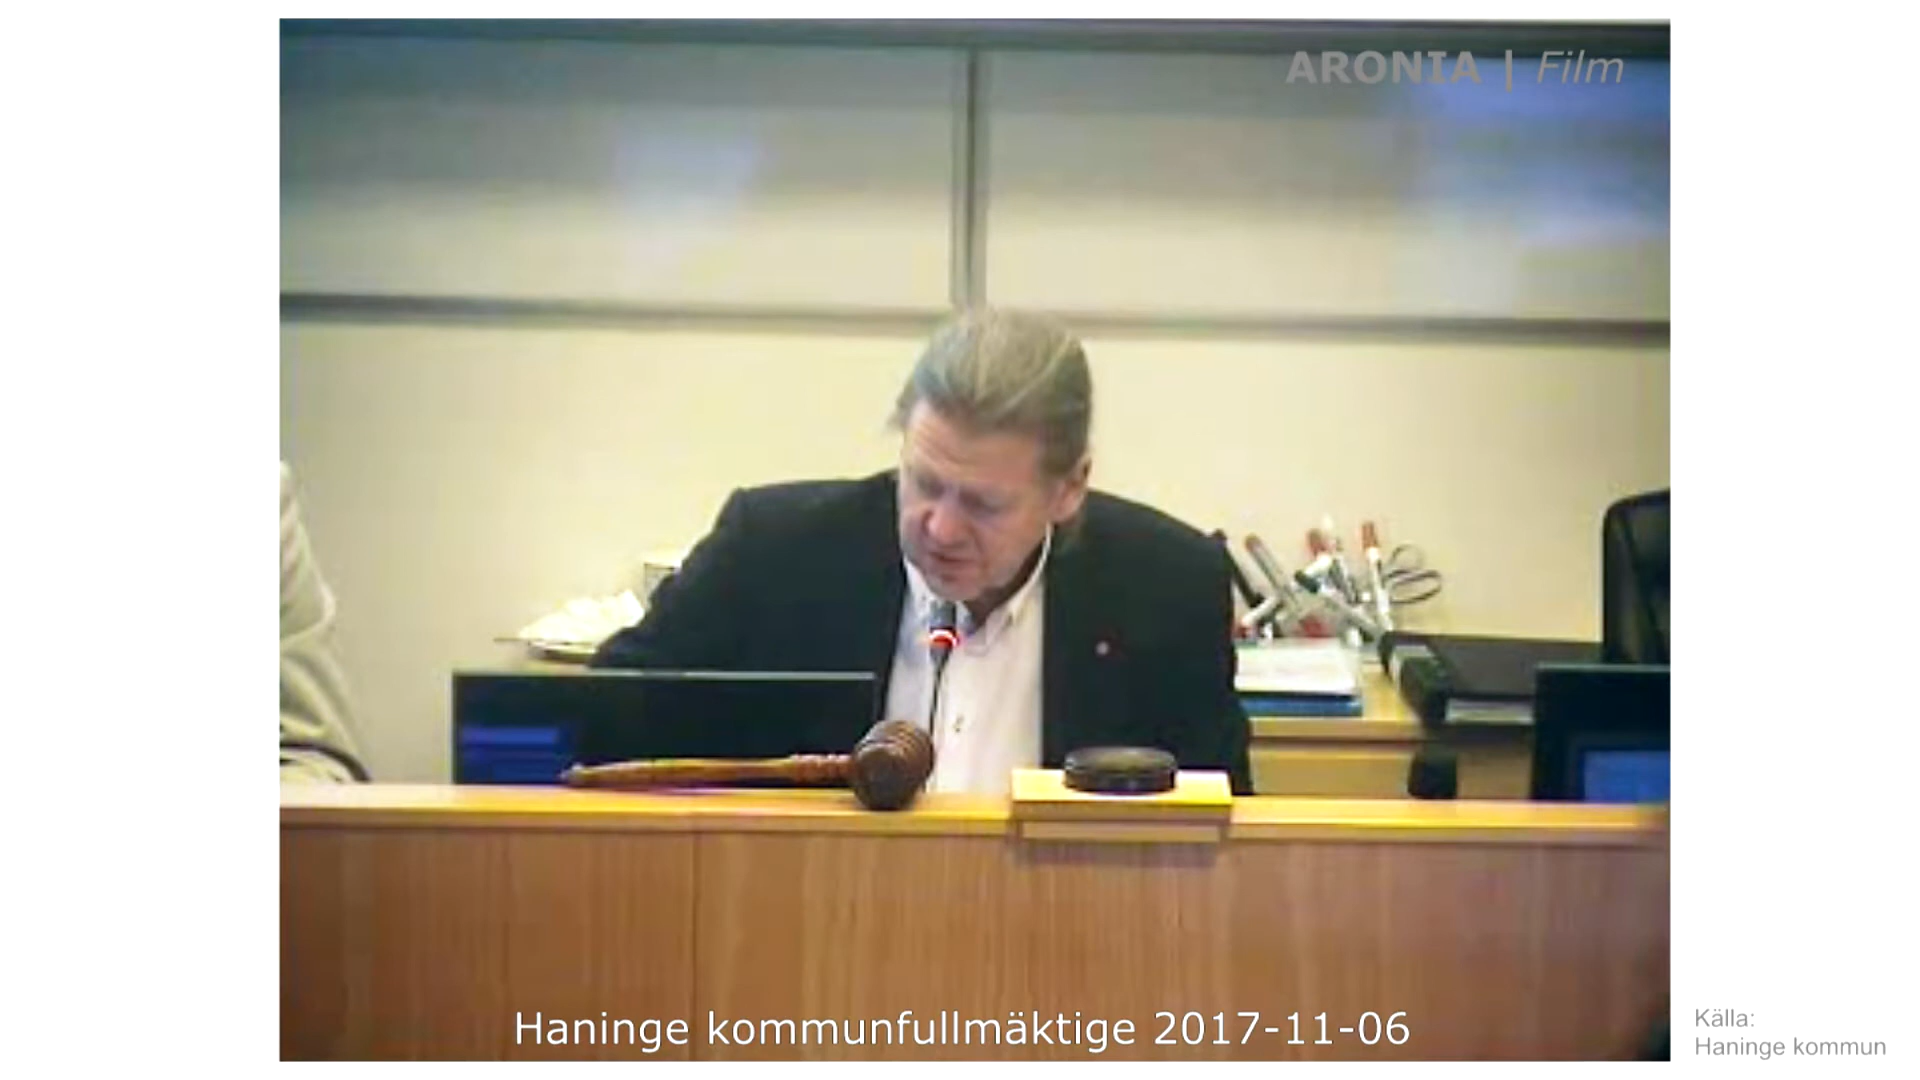 ARONIA | Film
Haninge kommunfullmäktige 2017-11-06
Källa:
Haninge kommun